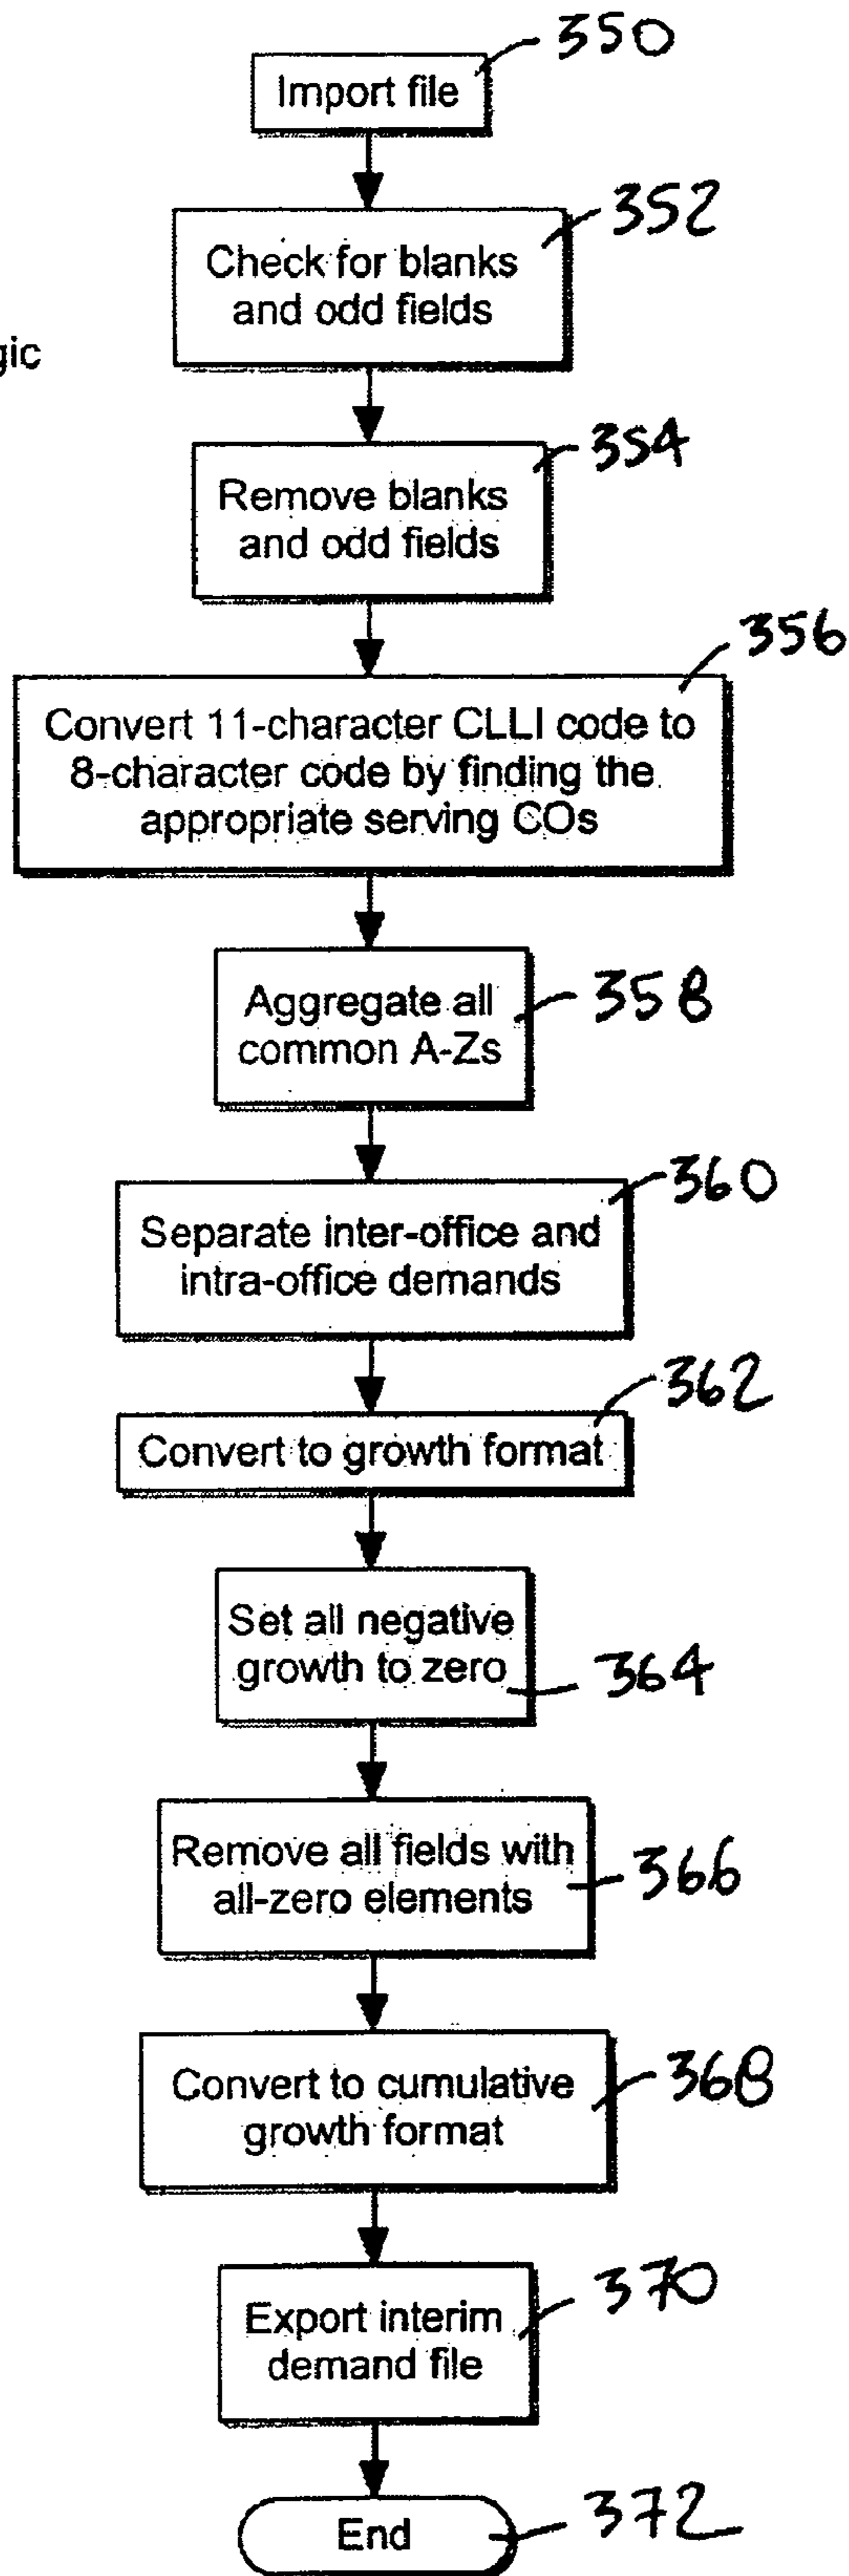 350
Import file
352
Check for blanks
and odd fields
354
Remove blanks
and odd fields
356
Convert 11-character CLLI code to
8-character code by finding the
appropriate serving COs
358
Aggregate all
common A-Zs
360
Separate inter-office and
intra-office demands
362
Convert to growth format
Set all negative
growth to zero
364
Remove all fields with
all-zero elements
366
Convert to cumulative
growth format
368
370
Export interim
demand file
End
372